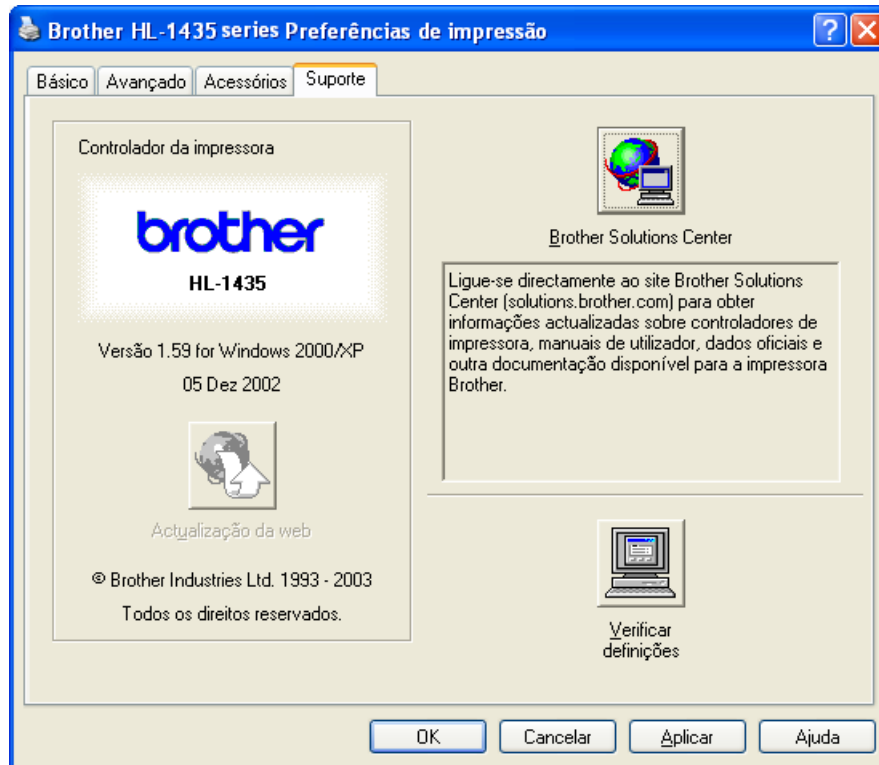 Brother HL-1435 series Preferências de impressão
Básico Avançado Acessórios Suporte
Controlador da impressora
brother
HL-1435
Versão 1.59 for Windows 2000/XP
05 Dez 2002
Actualização da web
© Brother Industries Ltd. 1993 - 2003
Todos os direitos reservados.
Brother Solutions Center
Ligue-se directamente ao site Brother Solutions
Center (solutions.brother.com) para obter
informações actualizadas sobre controladores de
impressora, manuais de utilizador, dados oficiais e
outra documentação disponível para a impressora
Brother.
Verificar
definições
OK Cancelar Aplicar Ajuda